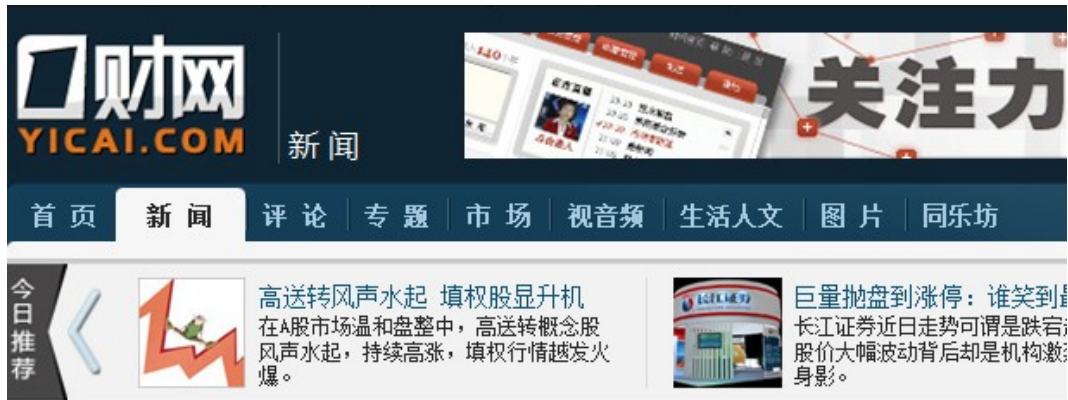 财网
YICAI.COM
新闻
关注力
首页 新闻 评论 专题 市场 视音频 生活人文 图片 同乐坊
今日推荐
高送转风声水起 填权股显升机
在A股市场温和盘整中，高送转概念股
风声水起，持续高涨，填权行情越发火
爆。
长江证券
巨量抛盘到涨停：谁笑到
长江证券近日走势可谓是跌宕
股价大幅波动背后却是机构激
身影。